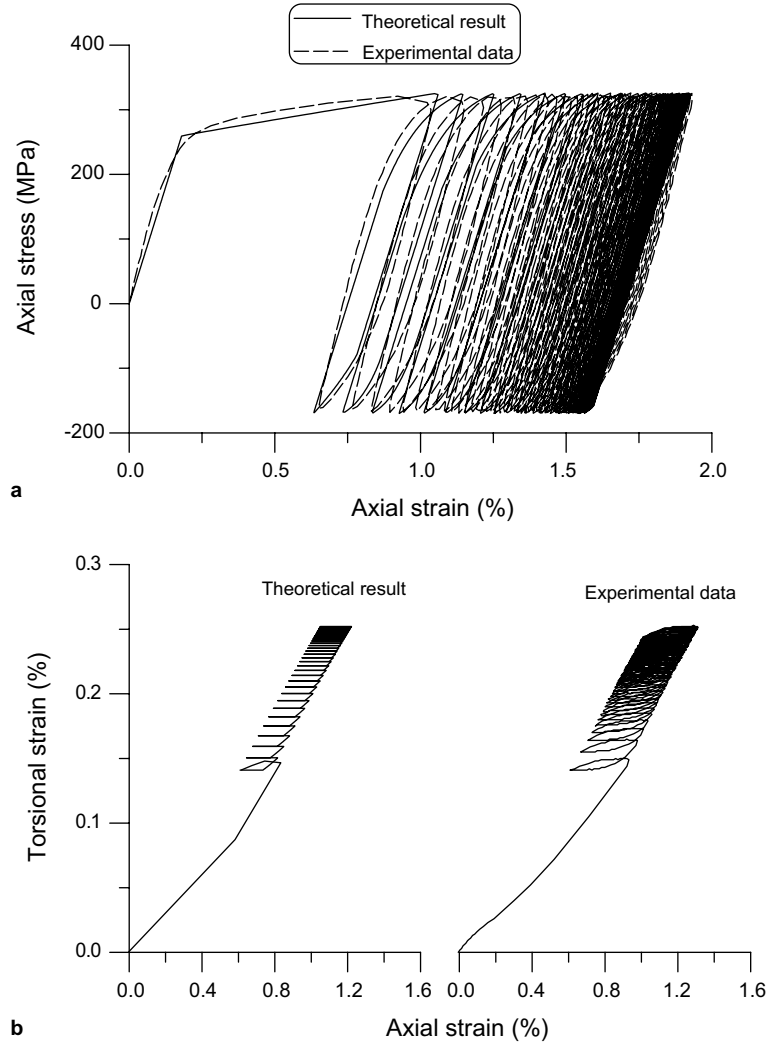 Theoretical result
Experimental data
400
200
0
-200
Axial stress (MPa)
0.0 0.5 1.0 1.5 2.0
Axial strain (%)
a
0.3
0.2
0.1
0.0
Torsional strain (%)
Theoretical result
Experimental data
0.0 0.4 0.8 1.2 1.6
0.0 0.4 0.8 1.2 1.6
Axial strain (%)
b